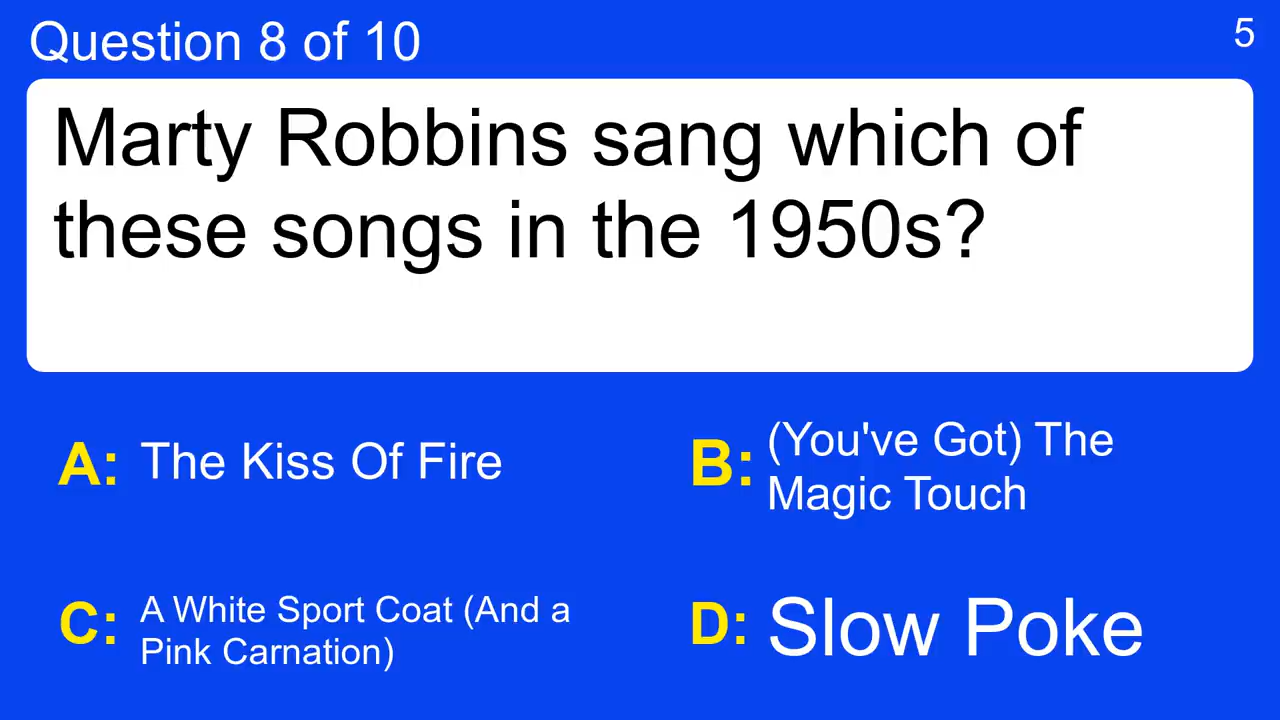 Question 8 of 10
5
Marty Robbins sang which of
these songs in the 1950s?
A: The Kiss Of Fire
B: (You've Got) The
Magic Touch
C: A White Sport Coat (And a
Pink Carnation)
D: Slow Poke